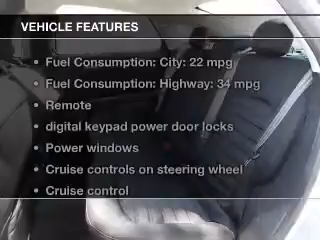 VEHICLE FEATURES
• Fuel Consumption: City: 22 mpg
• Fuel Consumption: Highway: 34 mpg
• Remote
• digital keypad power door locks
• Power windows
• Cruise controls on steering wheel
• Cruise control